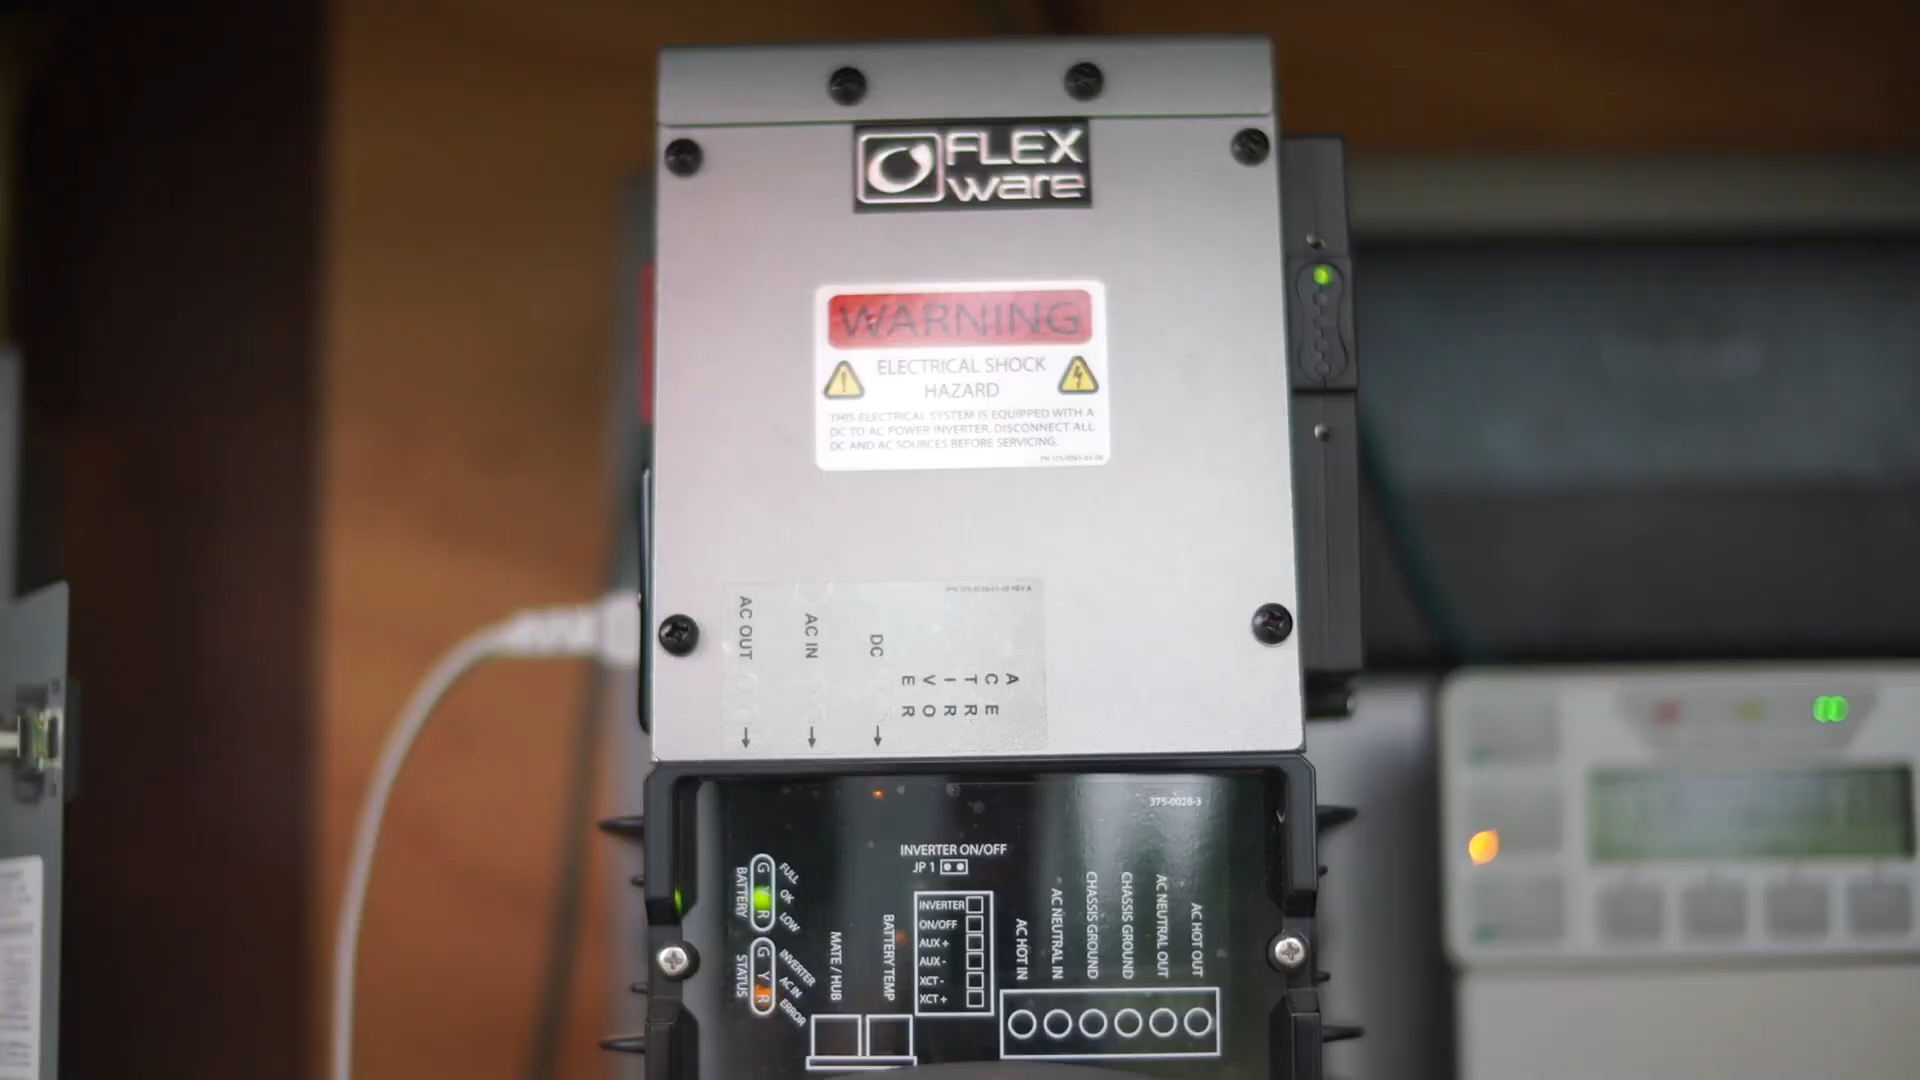 FLEX
ware
WARNING
ELECTRICAL SHOCK
HAZARD
THIS ELECTRICAL SYSTEM IS EQUIPPED WITH A
DC TO AC POWER INVERTER. DISCONNECT ALL
DC AND AC SOURCES BEFORE SERVICING.
AC OUT
AC IN
DC
ACTIVE
ERROR
375-0028-3
INVERTER ON/OFF
JP 1
FULL
OK
LOW
G
Y
R
BATTERY
INVERTER
AC IN
ERROR
G
Y
R
STATUS
MATE / HUB
BATTERY TEMP
INVERTER
ON/OFF
AUX +
AUX -
XCT -
XCT +
AC HOT IN
AC NEUTRAL IN
CHASSIS GROUND
CHASSIS GROUND
AC NEUTRAL OUT
AC HOT OUT